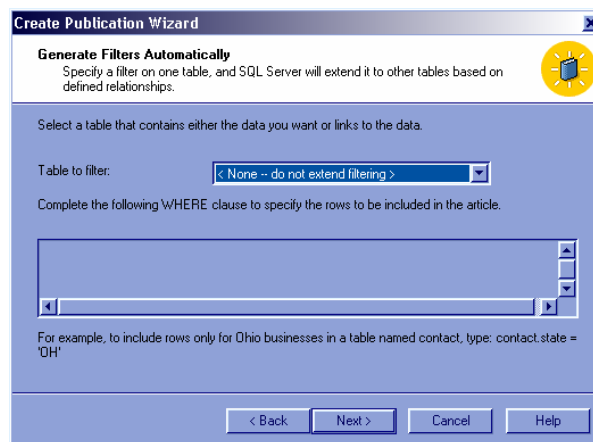 Create Publication Wizard
Generate Filters Automatically
Specify a filter on one table, and SQL Server will extend it to other tables based on
defined relationships.
Select a table that contains either the data you want or links to the data.
Table to filter:
< None -- do not extend filtering >
Complete the following WHERE clause to specify the rows to be included in the article.
For example, to include rows only for Ohio businesses in a table named contact, type: contact.state =
'OH'
< Back
Next >
Cancel
Help